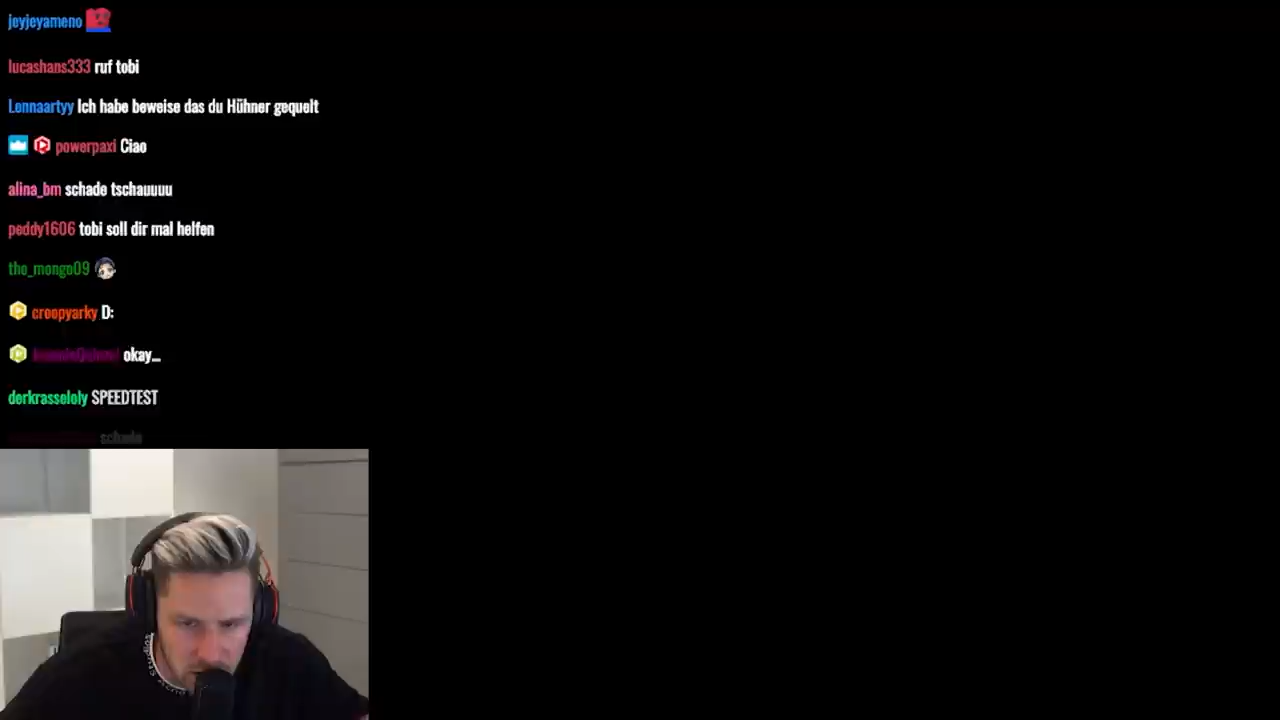 jeyjeyameno
lucashans333 ruf tobi
Lennaartyy Ich habe beweise das du Hühner gequelt
powerpaxi Ciao
alina_bm schade tschauuuu
peddy1606 tobi soll dir mal helfen
the_mongo09
creepyarky D:
okay...
derkrasseloly SPEEDTEST
schade